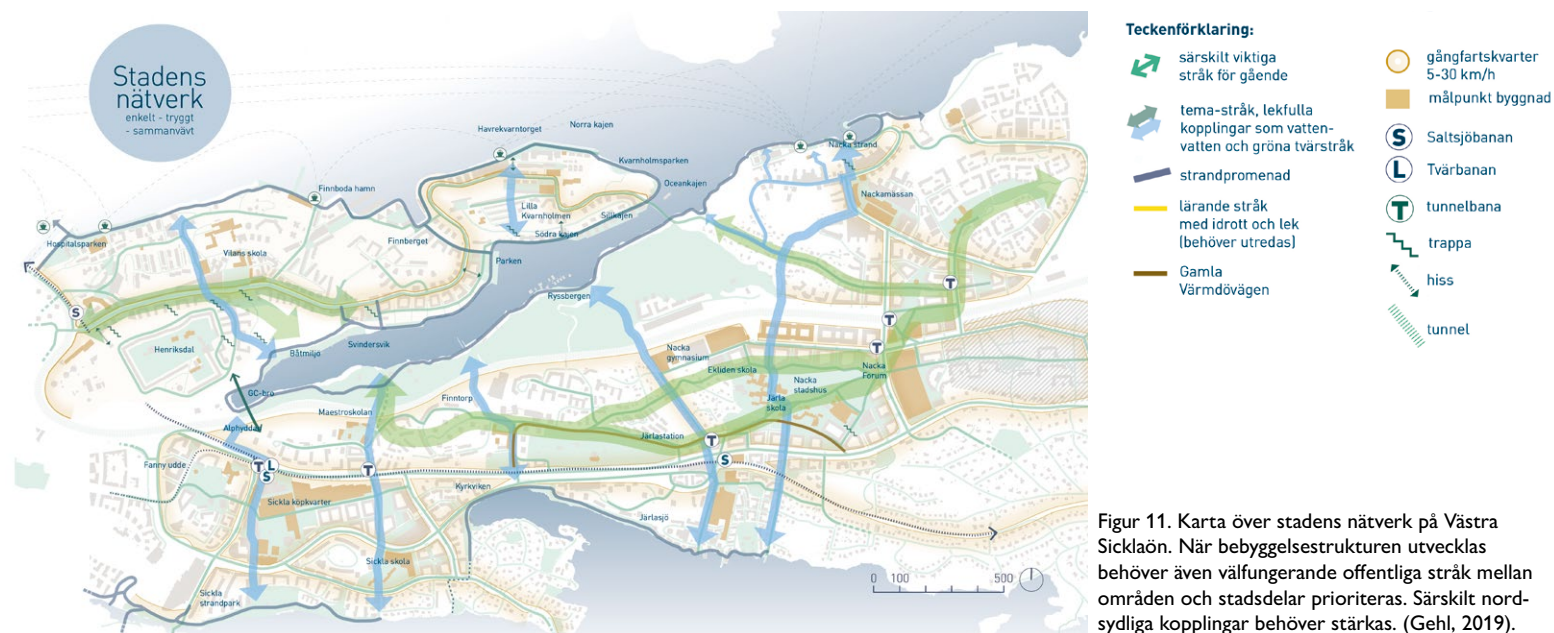 Stadens
nätverk
enkelt - tryggt
- sammanvävt
Havrekvarntorget
Norra kajen
Kvarnholmsparken
Oceankajen
Nacka strand
Nackamässan
Finnboda hamn
Lilla
Kvarnholmen
Silikajen
Södra kajen
Hospitalsparken
Vilans skola
Finnberget
Parken
Ryssbergen
S
T
T
T
Henriksdal
Båtmiljö
Svindersvik
Nacka
gymnasium
Ekliden skola
Nacka
stadshus
Nacka
Forum
GC-bro
Maestroskolan
Finntorp
Järla
skola
Alphyddan
Järlastation
T
S
Fanny udde
T
L
S
T
Kyrkviken
Sickla köpkvarter
Järlasjö
Sickla skola
Sickla
strandpark
0 100 500
Teckenförklaring:
särskilt viktiga
stråk för gående
tema-stråk, lekfulla
kopplingar som vatten-
vatten och gröna tvärstråk
strandpromenad
lärande stråk
med idrott och lek
(behöver utredas)
Gamla
Värmdövägen
gångfartskvarter
5-30 km/h
målpunkt byggnad
S Saltsjöbanan
L Tvärbanan
T tunnelbana
trappa
hiss
tunnel
Figur 11. Karta över stadens nätverk på Västra
Sicklaön. När bebyggelsestrukturen utvecklas
behöver även välfungerande offentliga stråk mellan
områden och stadsdelar prioriteras. Särskilt nord-
sydliga kopplingar behöver stärkas. (Gehl, 2019).